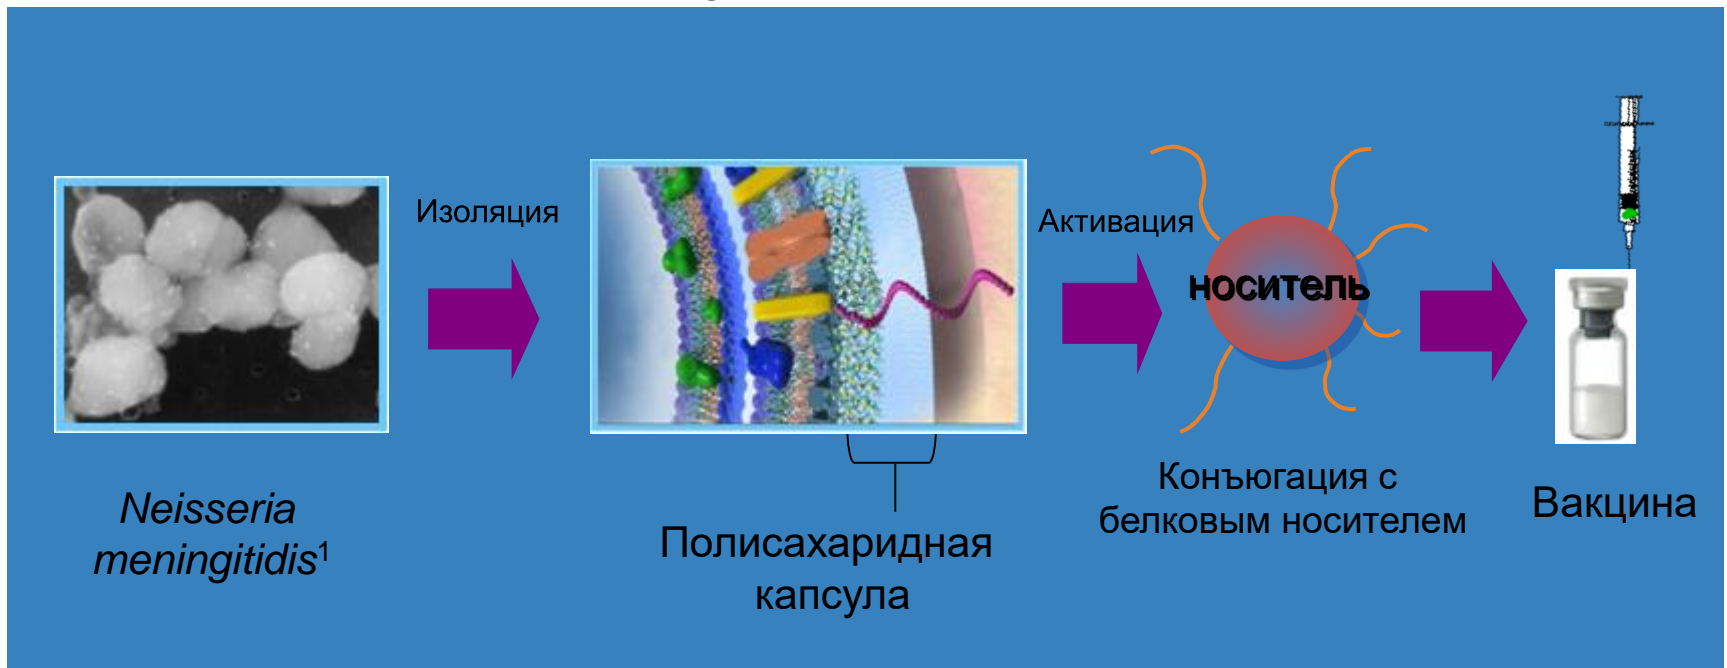 Изоляция
Активация
носитель
Neisseria
meningitidis¹
Полисахаридная
капсула
Конъюгация с
белковым носителем
Вакцина